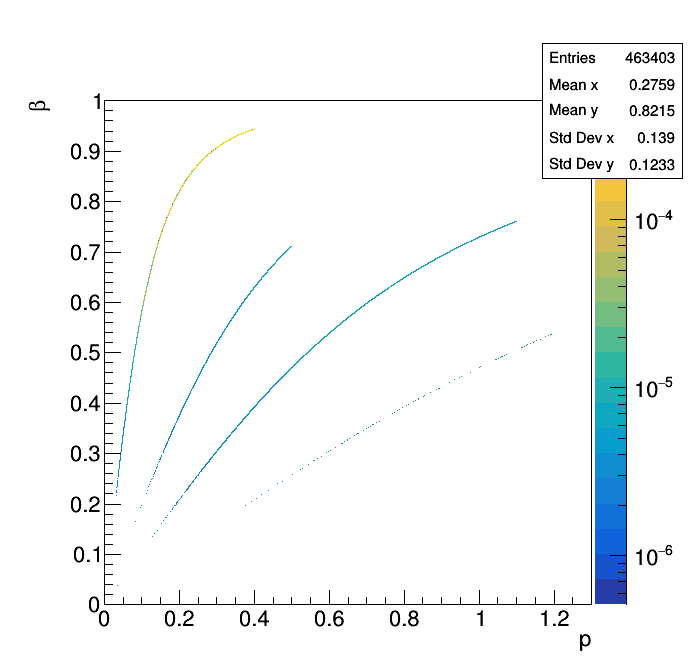 Entries 463403
Mean x 0.2759
Mean y 0.8215
Std Dev x 0.139
Std Dev y 0.1233
β
1
0.9
0.8
0.7
0.6
0.5
0.4
0.3
0.2
0.1
0
0 0.2 0.4 0.6 0.8 1 1.2
p
10⁻⁴
10⁻⁵
10⁻⁶